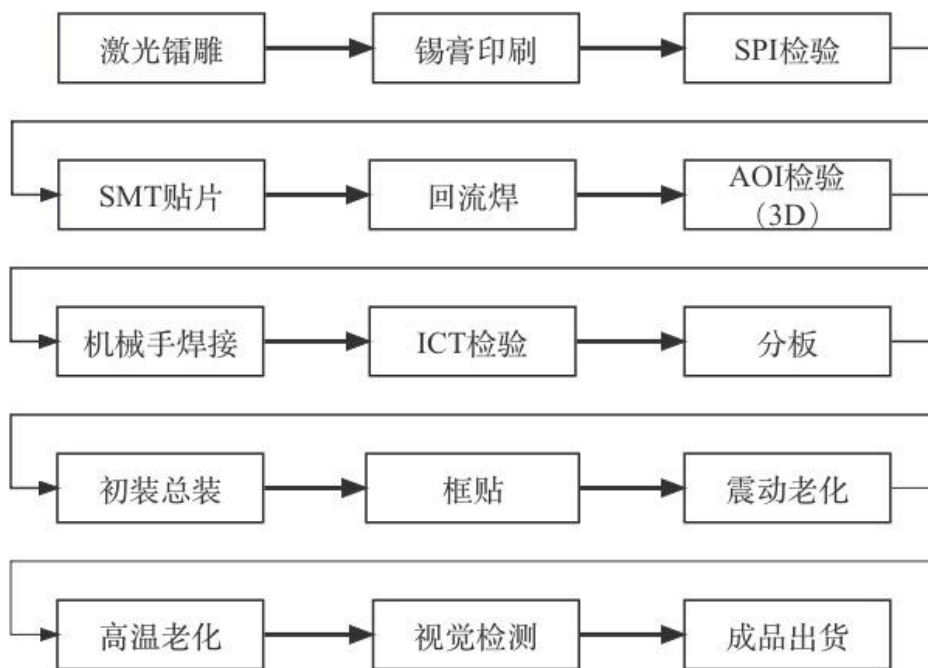 激光镭雕
锡膏印刷
SPI检验
SMT贴片
回流焊
AOI检验
（3D）
机械手焊接
ICT检验
分板
初装总装
框贴
震动老化
高温老化
视觉检测
成品出货